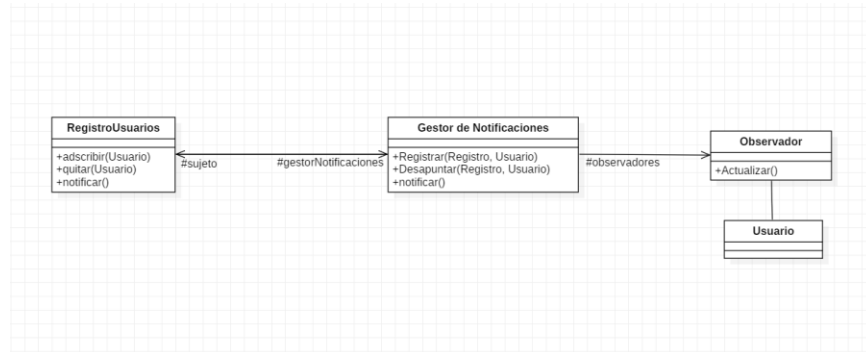 RegistroUsuarios
+adscribir(Usuario)
+quitar(Usuario)
+notificar()
#sujeto
#gestorNotificaciones
Gestor de Notificaciones
+Registrar(Registro, Usuario)
+Desapuntar(Registro, Usuario)
+notificar()
#observadores
Observador
+Actualizar()
Usuario